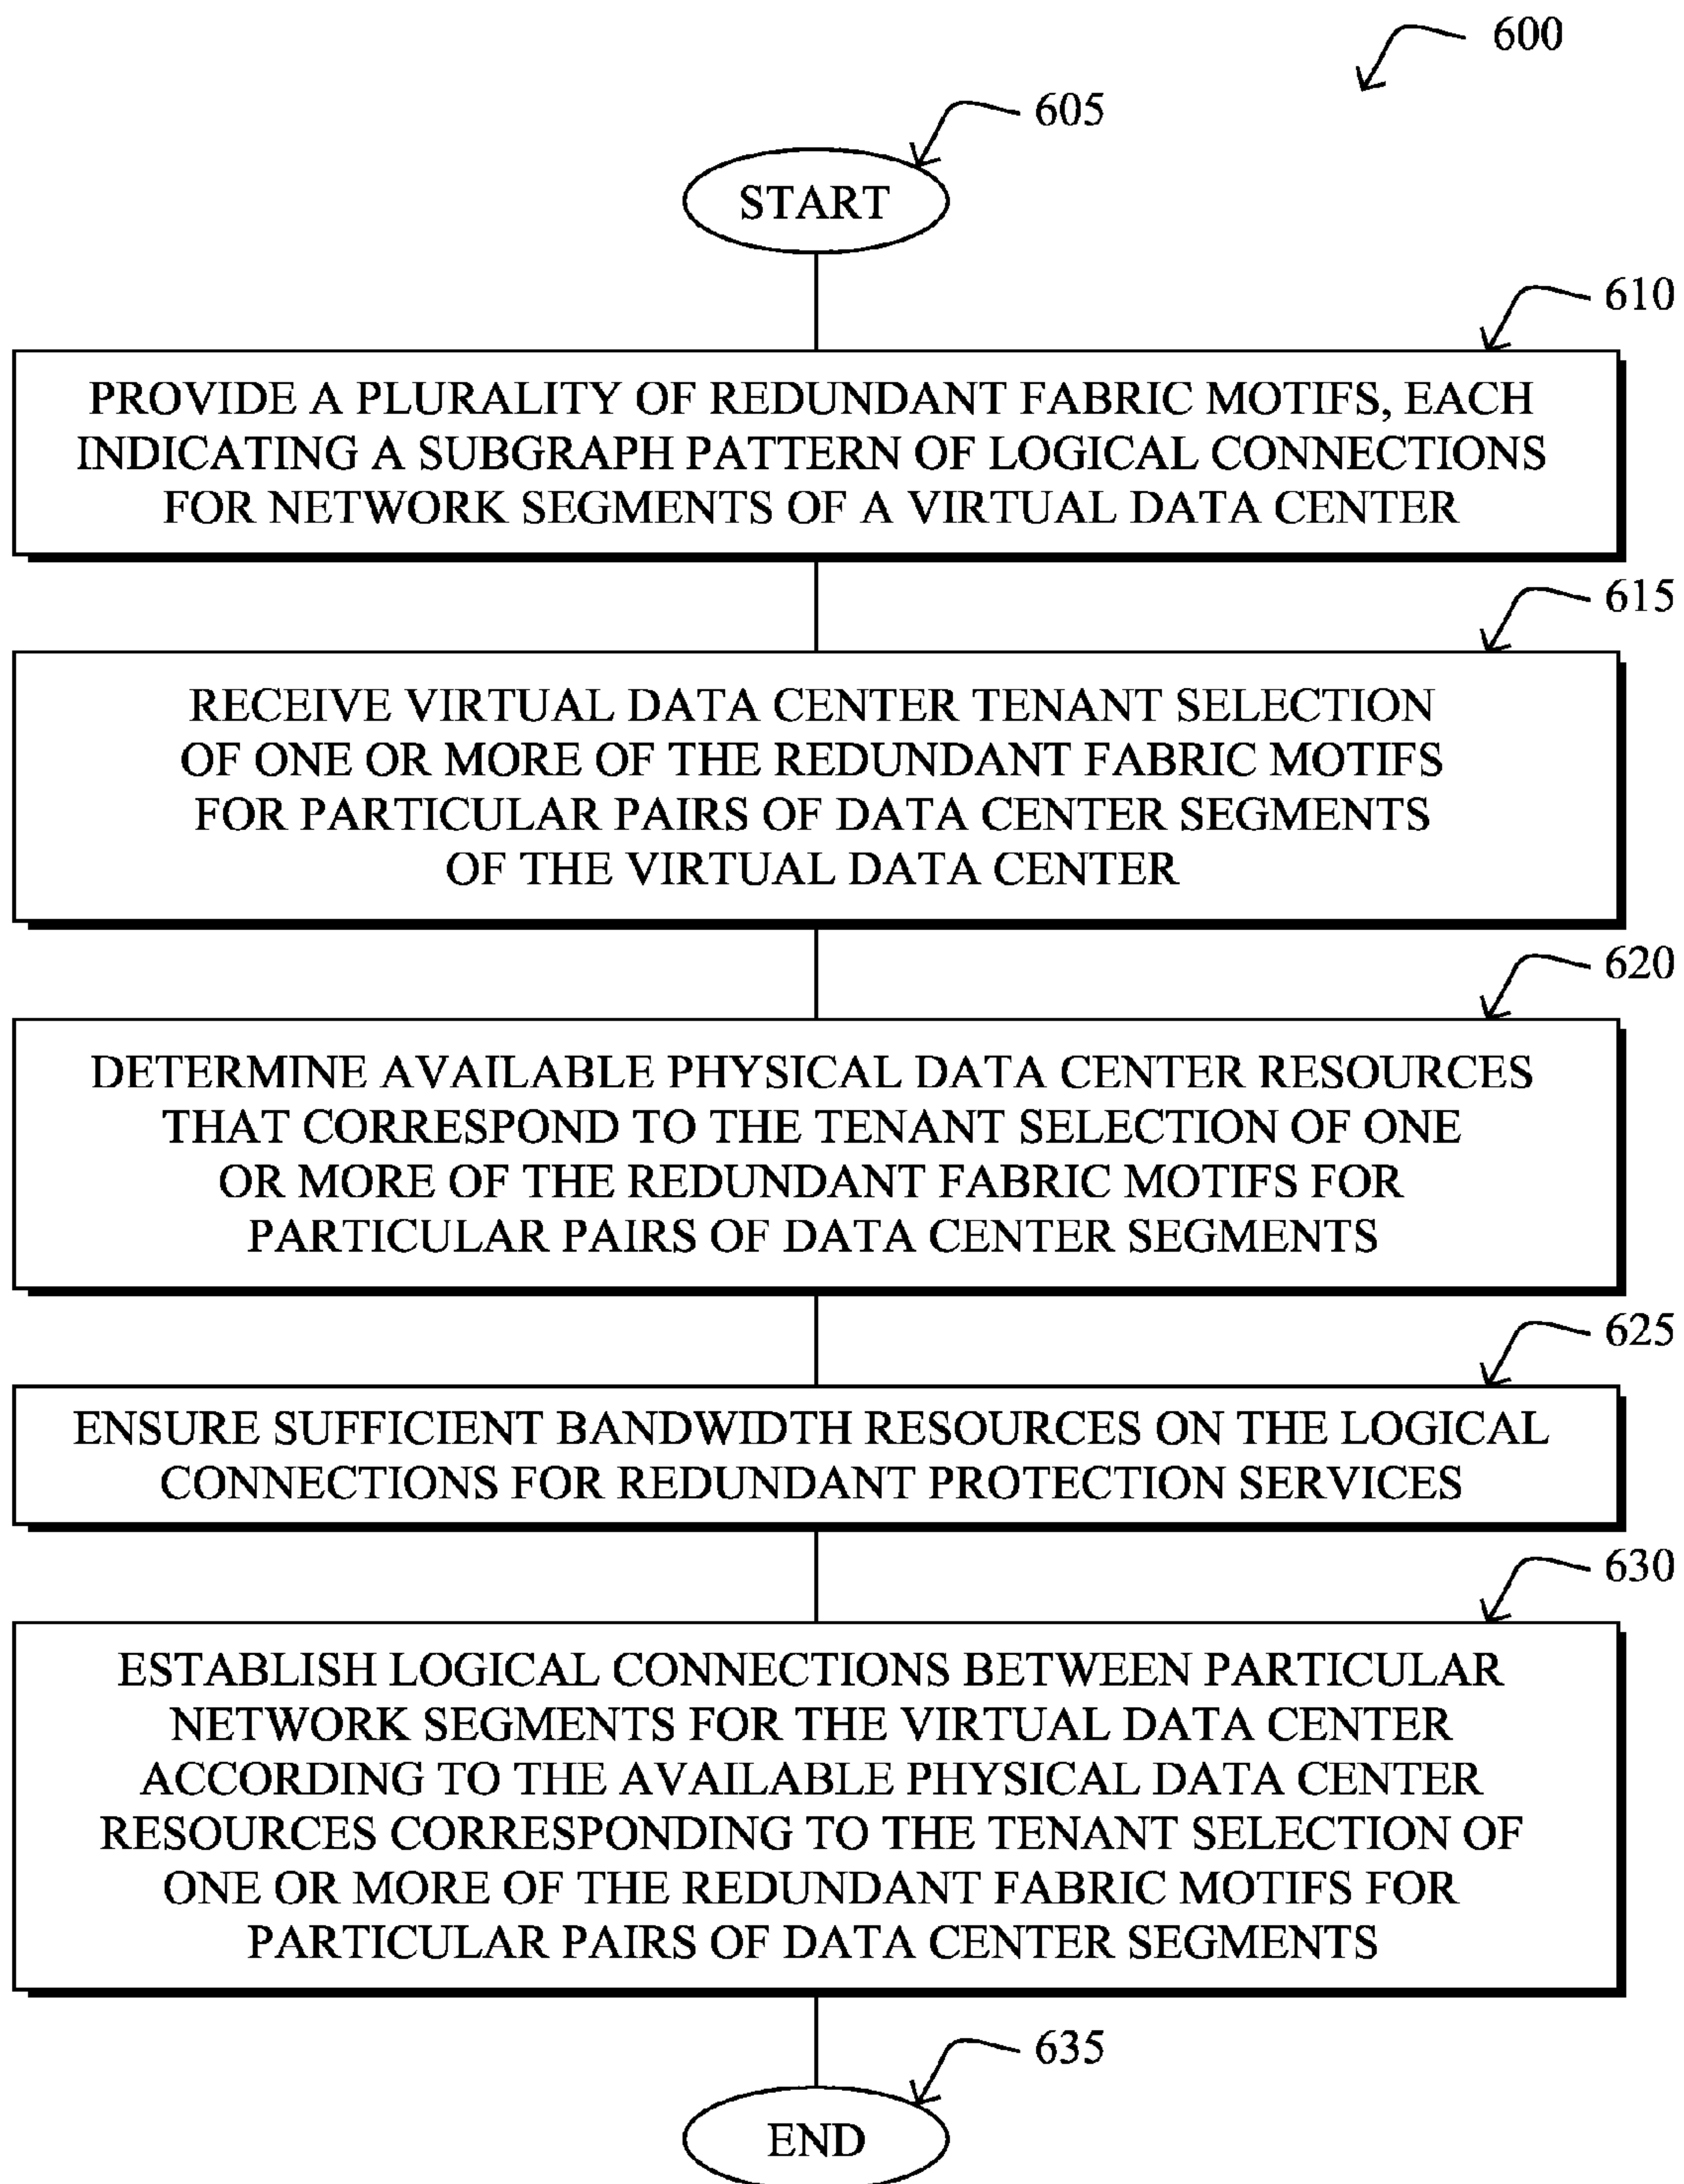 600
605
START
610
PROVIDE A PLURALITY OF REDUNDANT FABRIC MOTIFS, EACH
INDICATING A SUBGRAPH PATTERN OF LOGICAL CONNECTIONS
FOR NETWORK SEGMENTS OF A VIRTUAL DATA CENTER
615
RECEIVE VIRTUAL DATA CENTER TENANT SELECTION
OF ONE OR MORE OF THE REDUNDANT FABRIC MOTIFS
FOR PARTICULAR PAIRS OF DATA CENTER SEGMENTS
OF THE VIRTUAL DATA CENTER
620
DETERMINE AVAILABLE PHYSICAL DATA CENTER RESOURCES
THAT CORRESPOND TO THE TENANT SELECTION OF ONE
OR MORE OF THE REDUNDANT FABRIC MOTIFS FOR
PARTICULAR PAIRS OF DATA CENTER SEGMENTS
625
ENSURE SUFFICIENT BANDWIDTH RESOURCES ON THE LOGICAL
CONNECTIONS FOR REDUNDANT PROTECTION SERVICES
630
ESTABLISH LOGICAL CONNECTIONS BETWEEN PARTICULAR
NETWORK SEGMENTS FOR THE VIRTUAL DATA CENTER
ACCORDING TO THE AVAILABLE PHYSICAL DATA CENTER
RESOURCES CORRESPONDING TO THE TENANT SELECTION OF
ONE OR MORE OF THE REDUNDANT FABRIC MOTIFS FOR
PARTICULAR PAIRS OF DATA CENTER SEGMENTS
635
END